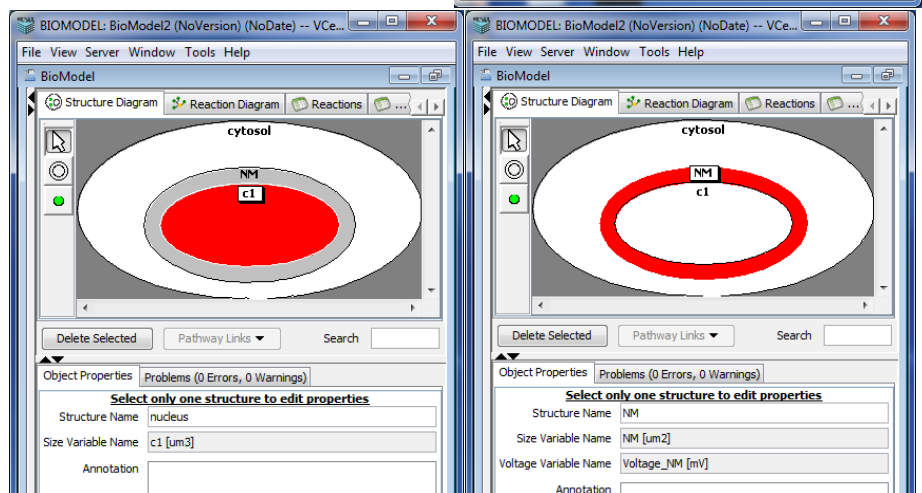 BIOMODEL: BioModel2 (NoVersion) (NoDate) -- VCe...
File View Server Window Tools Help
BioModel
Structure Diagram Reaction Diagram Reactions ...
cytosol
NM
c1
Delete Selected Pathway Links Search
Object Properties Problems (0 Errors, 0 Warnings)
Select only one structure to edit properties
Structure Name nucleus
Size Variable Name c1 [um3]
Annotation
BIOMODEL: BioModel2 (NoVersion) (NoDate) -- VCe...
File View Server Window Tools Help
BioModel
Structure Diagram Reaction Diagram Reactions ...
cytosol
NM
c1
Delete Selected Pathway Links Search
Object Properties Problems (0 Errors, 0 Warnings)
Select only one structure to edit properties
Structure Name NM
Size Variable Name NM [um2]
Voltage Variable Name Voltage_NM [mV]
Annotation